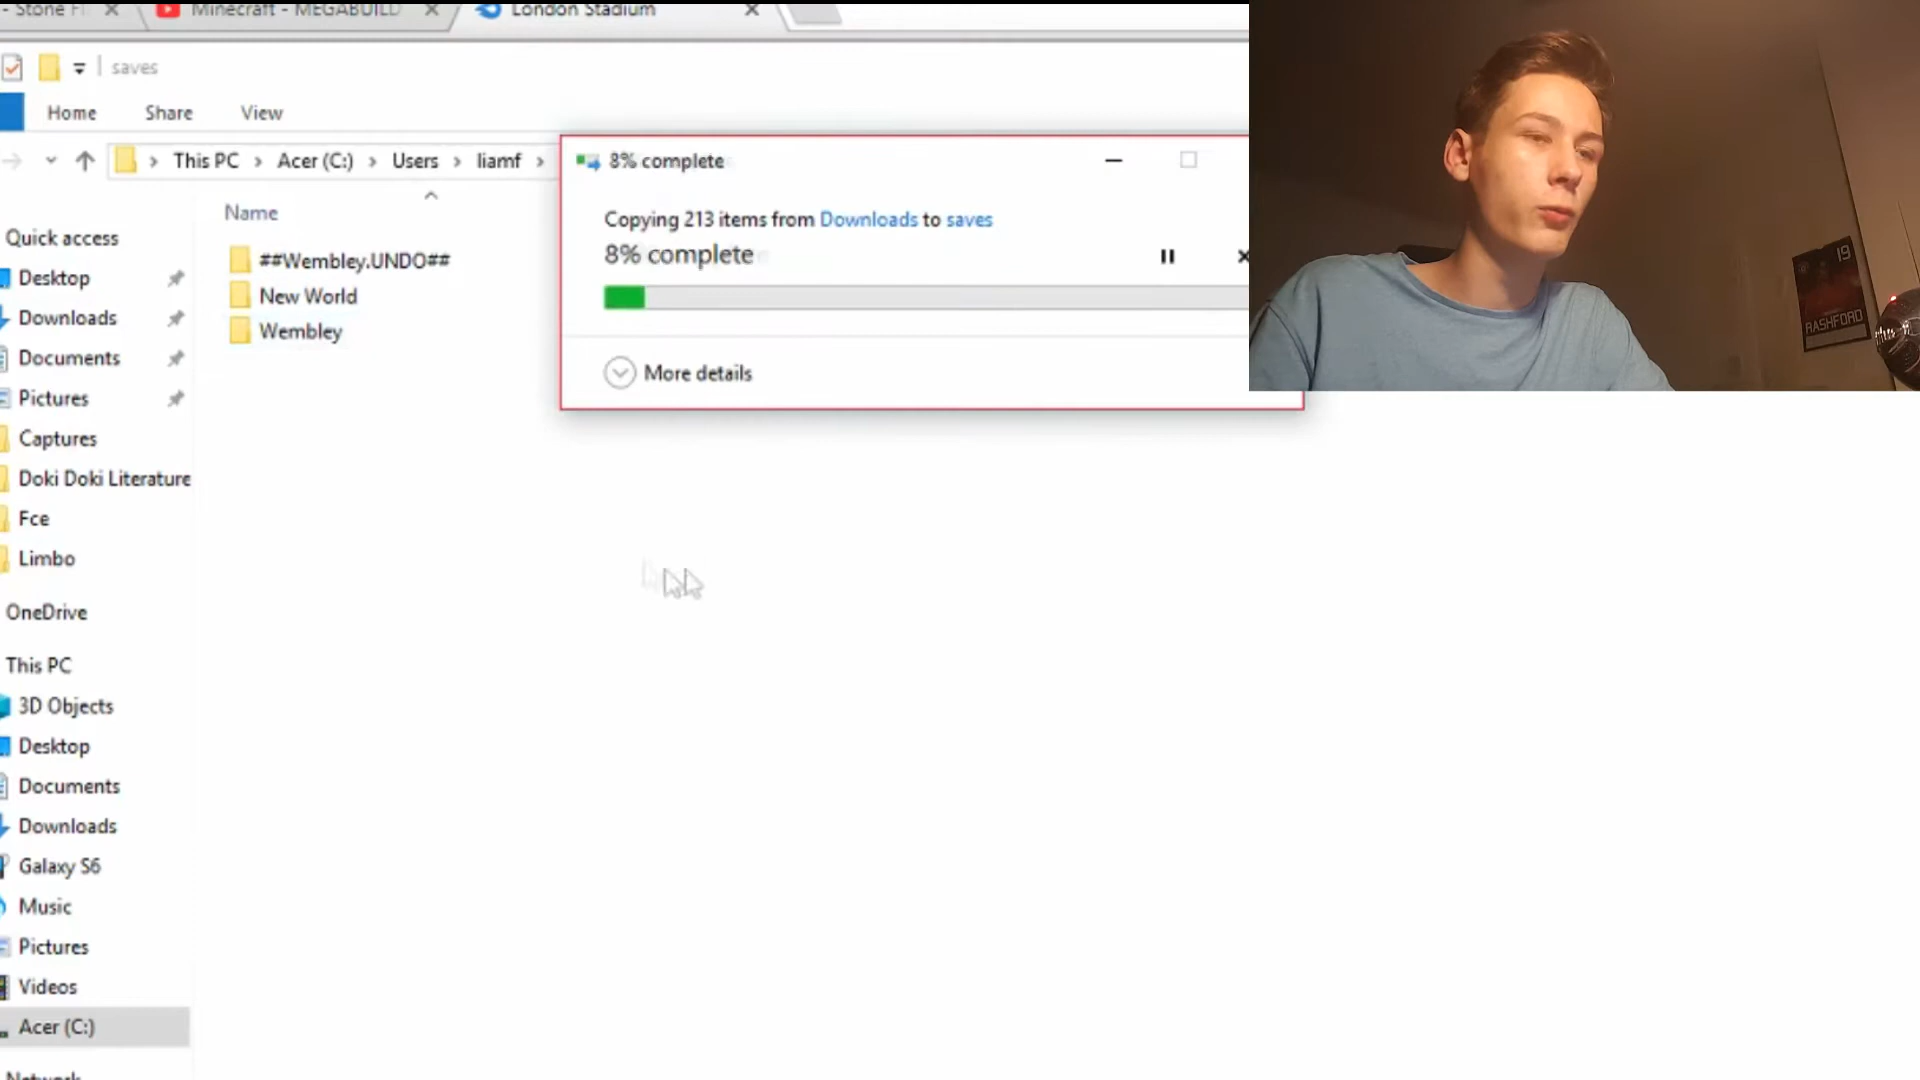 - Stone Fl
Minecraft - MEGABUILD
London Stadium
saves
Home Share View
This PC > Acer (C:) > Users > liamf >
Name
Quick access
Desktop
Downloads
Documents
Pictures
Captures
Doki Doki Literature
Fce
Limbo
OneDrive
This PC
3D Objects
Desktop
Documents
Downloads
Galaxy S6
Music
Pictures
Videos
Acer (C:)
Network
##Wembley.UNDO##
New World
Wembley
8% complete
Copying 213 items from Downloads to saves
8% complete
More details
19
RASHFORD